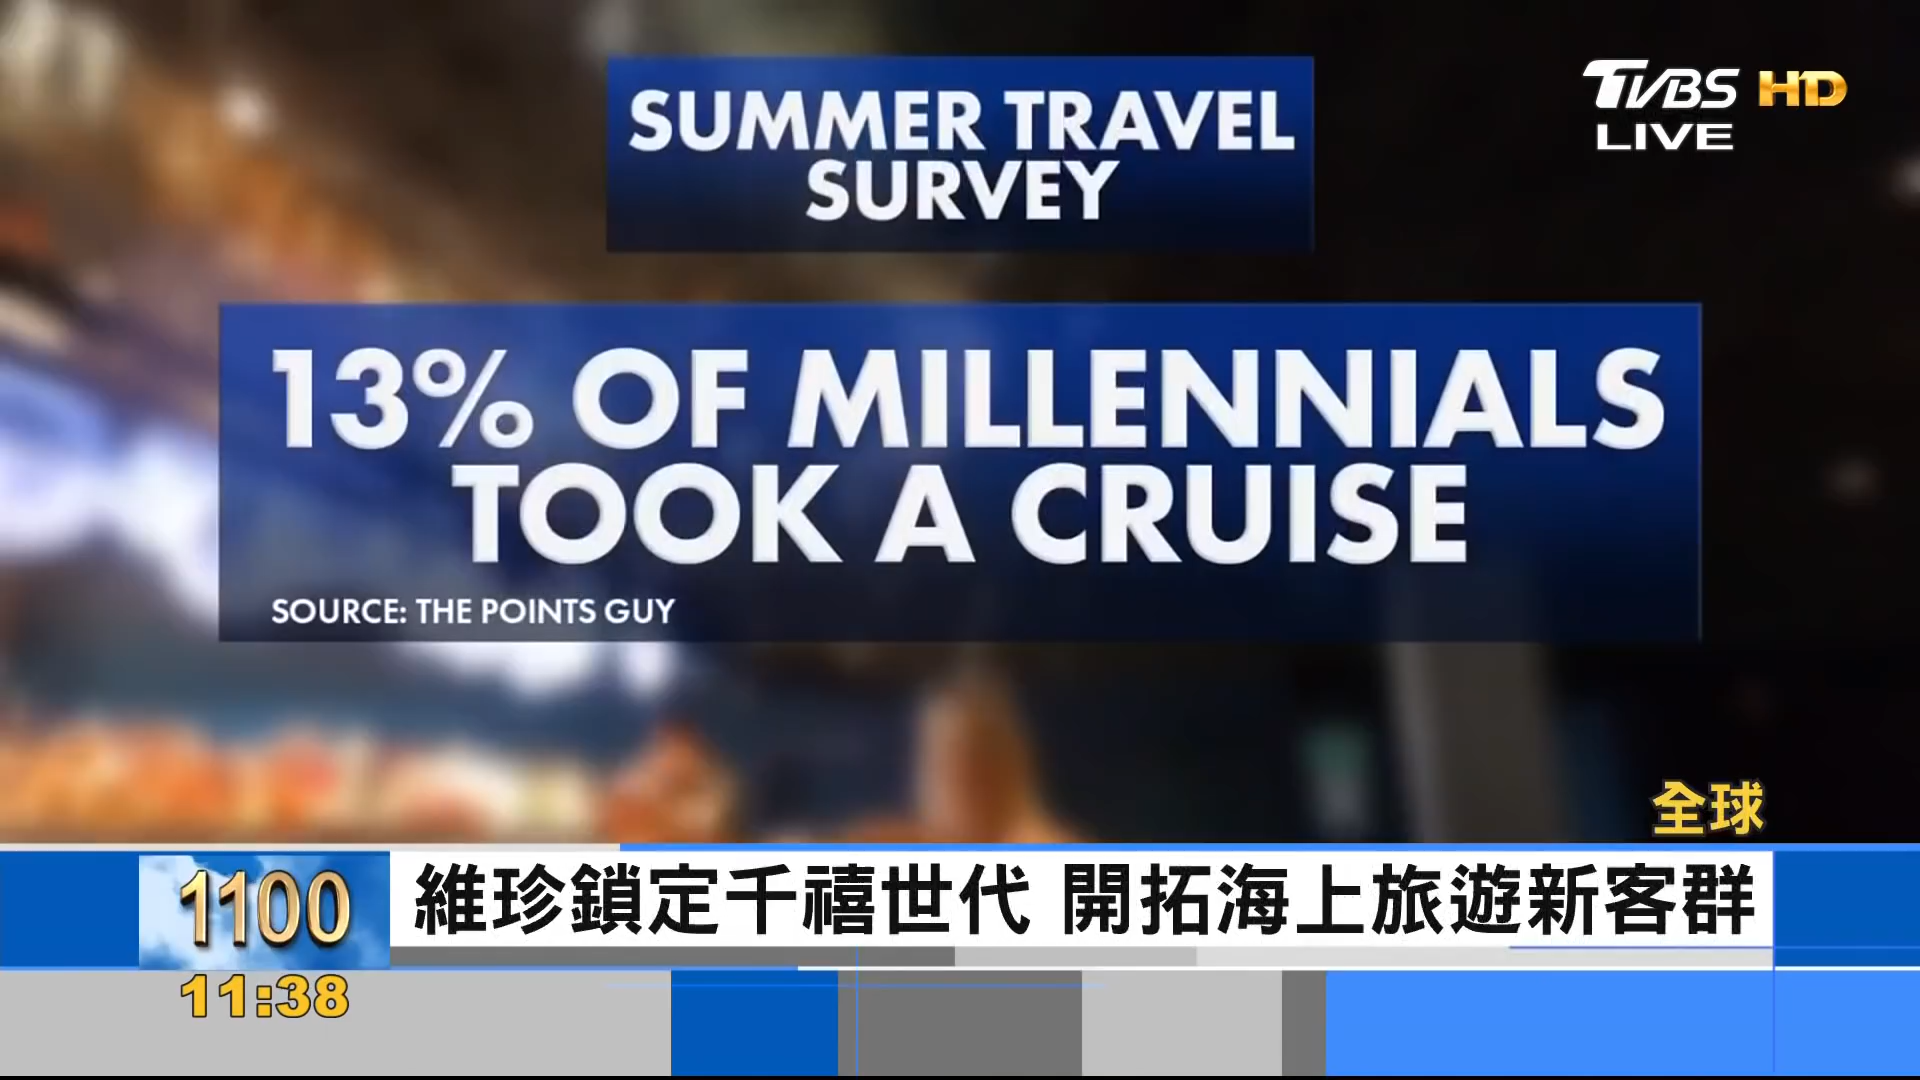 SUMMER TRAVEL
SURVEY
TVBS HD
LIVE
13% OF MILLENNIALS
TOOK A CRUISE
SOURCE: THE POINTS GUY
全球
1100
維珍鎖定千禧世代 開拓海上旅遊新客群
11:38